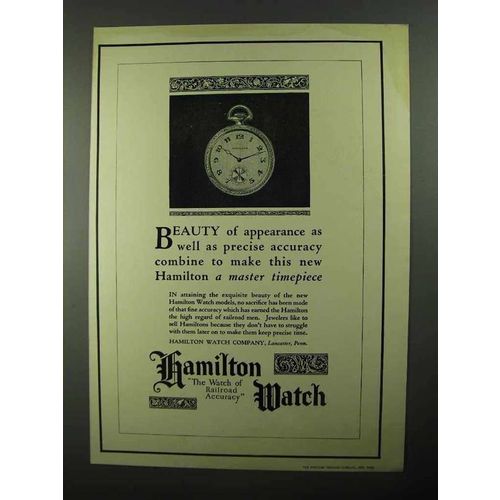 BEAUTY of appearance as
well as precise accuracy
combine to make this new
Hamilton a master timepiece
IN attaining the exquisite beauty of the new
Hamilton Watch models, no sacrifice has been made
of that fine accuracy which has earned the Hamilton
the high regard of railroad men. Jewelers like to
sell Hamiltons because they don't have to struggle
with them later on to make them keep precise time.
HAMILTON WATCH COMPANY, Lancaster, Penn.
Hamilton
"The Watch of
Railroad
Accuracy"
Watch